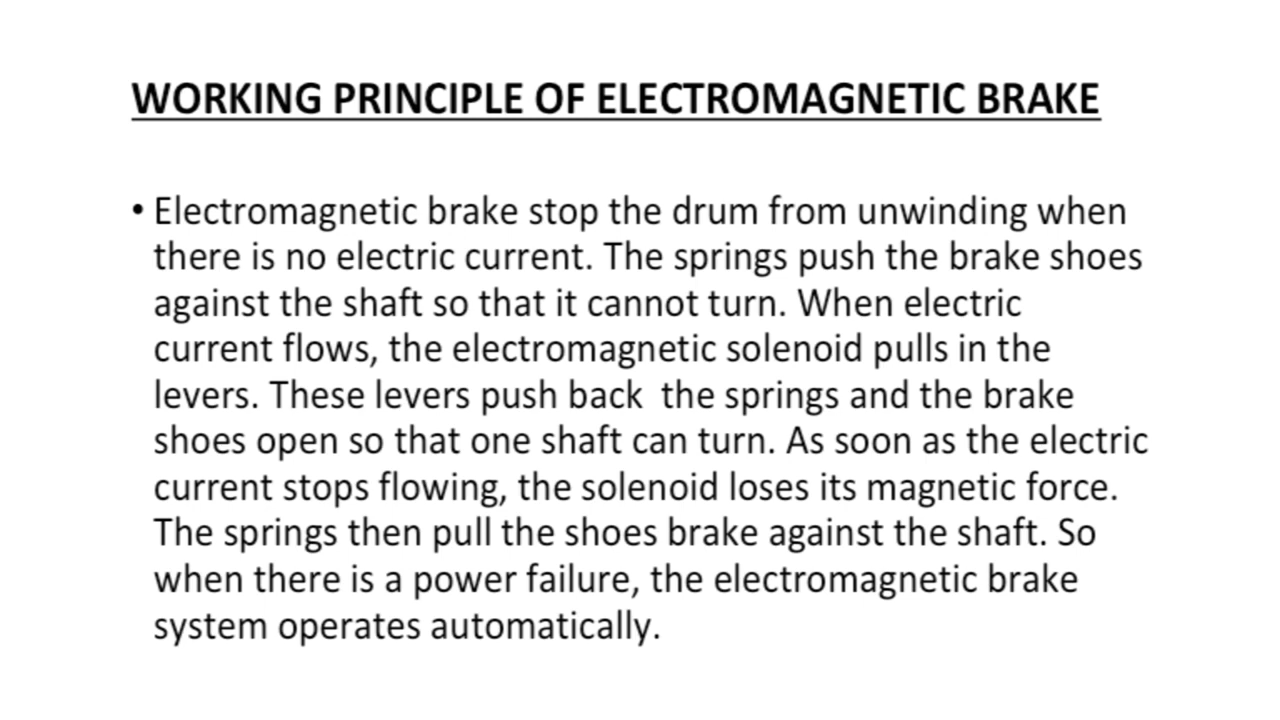 WORKING PRINCIPLE OF ELECTROMAGNETIC BRAKE
• Electromagnetic brake stop the drum from unwinding when
there is no electric current. The springs push the brake shoes
against the shaft so that it cannot turn. When electric
current flows, the electromagnetic solenoid pulls in the
levers. These levers push back  the springs and the brake
shoes open so that one shaft can turn. As soon as the electric
current stops flowing, the solenoid loses its magnetic force.
The springs then pull the shoes brake against the shaft. So
when there is a power failure, the electromagnetic brake
system operates automatically.